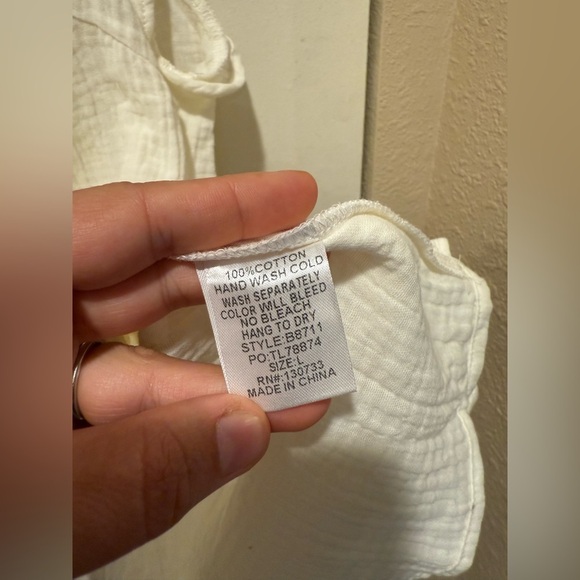 100%COTTON
HAND WASH COLD
WASH SEPARATELY
COLOR WILL BLEED
NO BLEACH
HANG TO DRY
STYLE:B8711
PO:TL78874
SIZE:L
RN#:130733
MADE IN CHINA